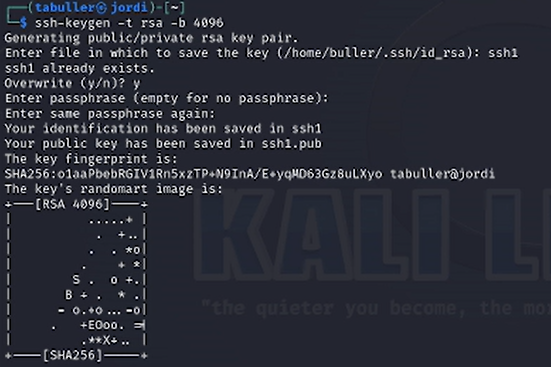 ┌──(tabuller㉿jordi)-[~]
└─$ ssh-keygen -t rsa -b 4096
Generating public/private rsa key pair.
Enter file in which to save the key (/home/buller/.ssh/id_rsa): ssh1
ssh1 already exists.
Overwrite (y/n)? y
Enter passphrase (empty for no passphrase):
Enter same passphrase again:
Your identification has been saved in ssh1
Your public key has been saved in ssh1.pub
The key fingerprint is:
SHA256:o1aaPbebRGIV1Rn5xzTP+N9InA/E+yqMD63Gz8uLXyo tabuller@jordi
The key's randomart image is:
+---[RSA 4096]----+
|           .....+ |
|            .  +.. |
|            .  . *o|
|          .     + *|
|         S .  o +.|
|        B + .  * .|
|       - o.+o ...-o|
|      .   +EOoo. =|
|          .**X+.. |
+----[SHA256]-----+
KALI LI
"the quieter you become, the mo